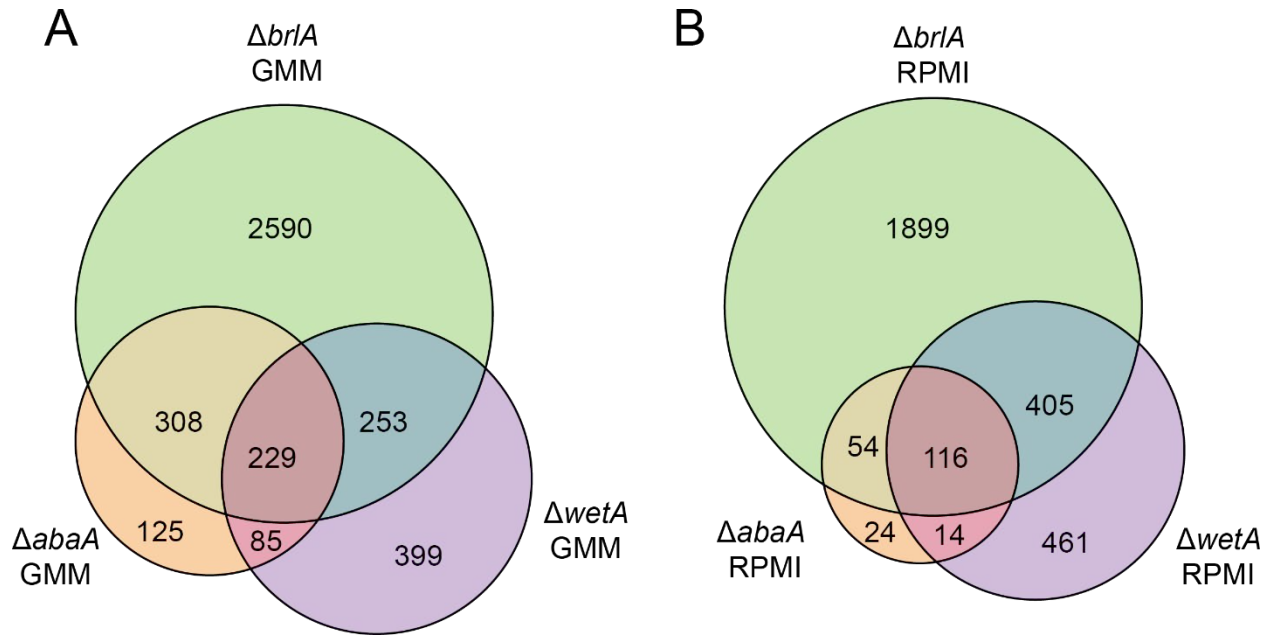 A
ΔbrlA
GMM
2590
308
253
229
125
85
399
ΔabaA
GMM
ΔwetA
GMM
B
ΔbrlA
RPMI
1899
405
54
116
24
14
461
ΔabaA
RPMI
ΔwetA
RPMI